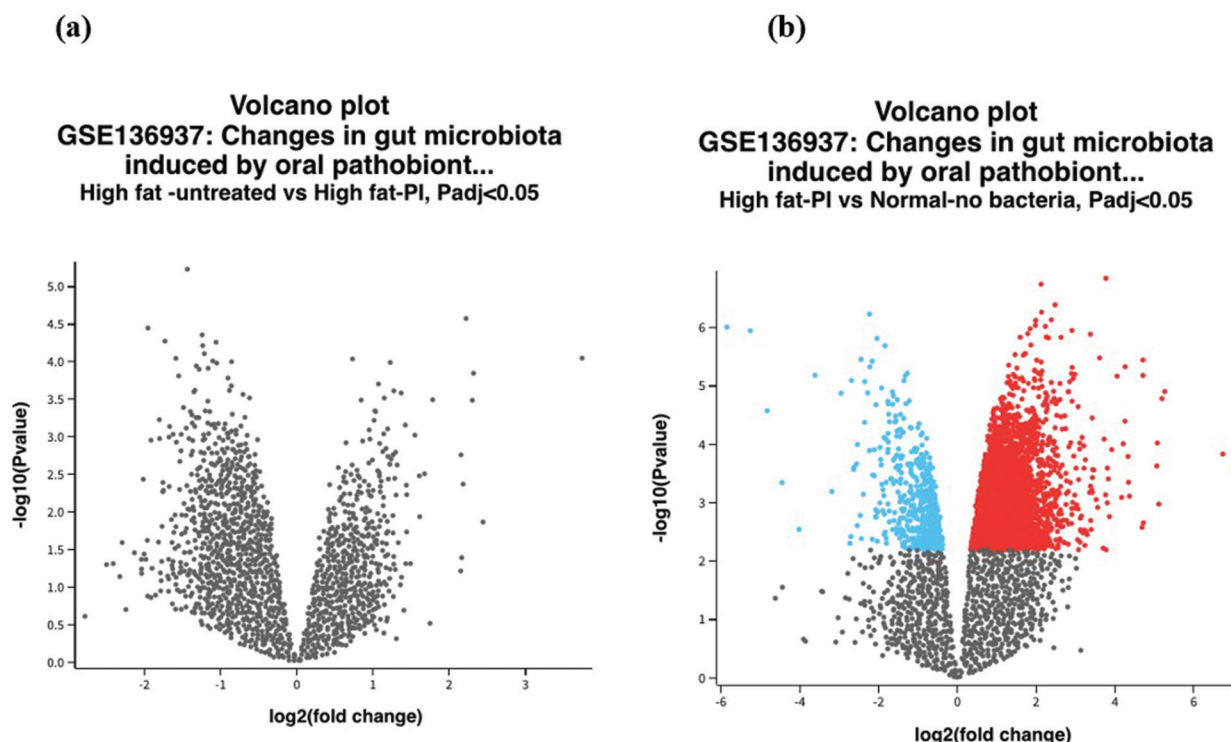 (a)
Volcano plot
GSE136937: Changes in gut microbiota
induced by oral pathobiont...
High fat -untreated vs High fat-PI, Padj<0.05
-log10(Pvalue)
5.0
4.5
4.0
3.5
3.0
2.5
2.0
1.5
1.0
0.5
0.0
-2 -1 0 1 2 3
log2(fold change)
(b)
Volcano plot
GSE136937: Changes in gut microbiota
induced by oral pathobiont...
High fat-PI vs Normal-no bacteria, Padj<0.05
-log10(Pvalue)
6
5
4
3
2
1
0
-6 -4 -2 0 2 4 6
log2(fold change)